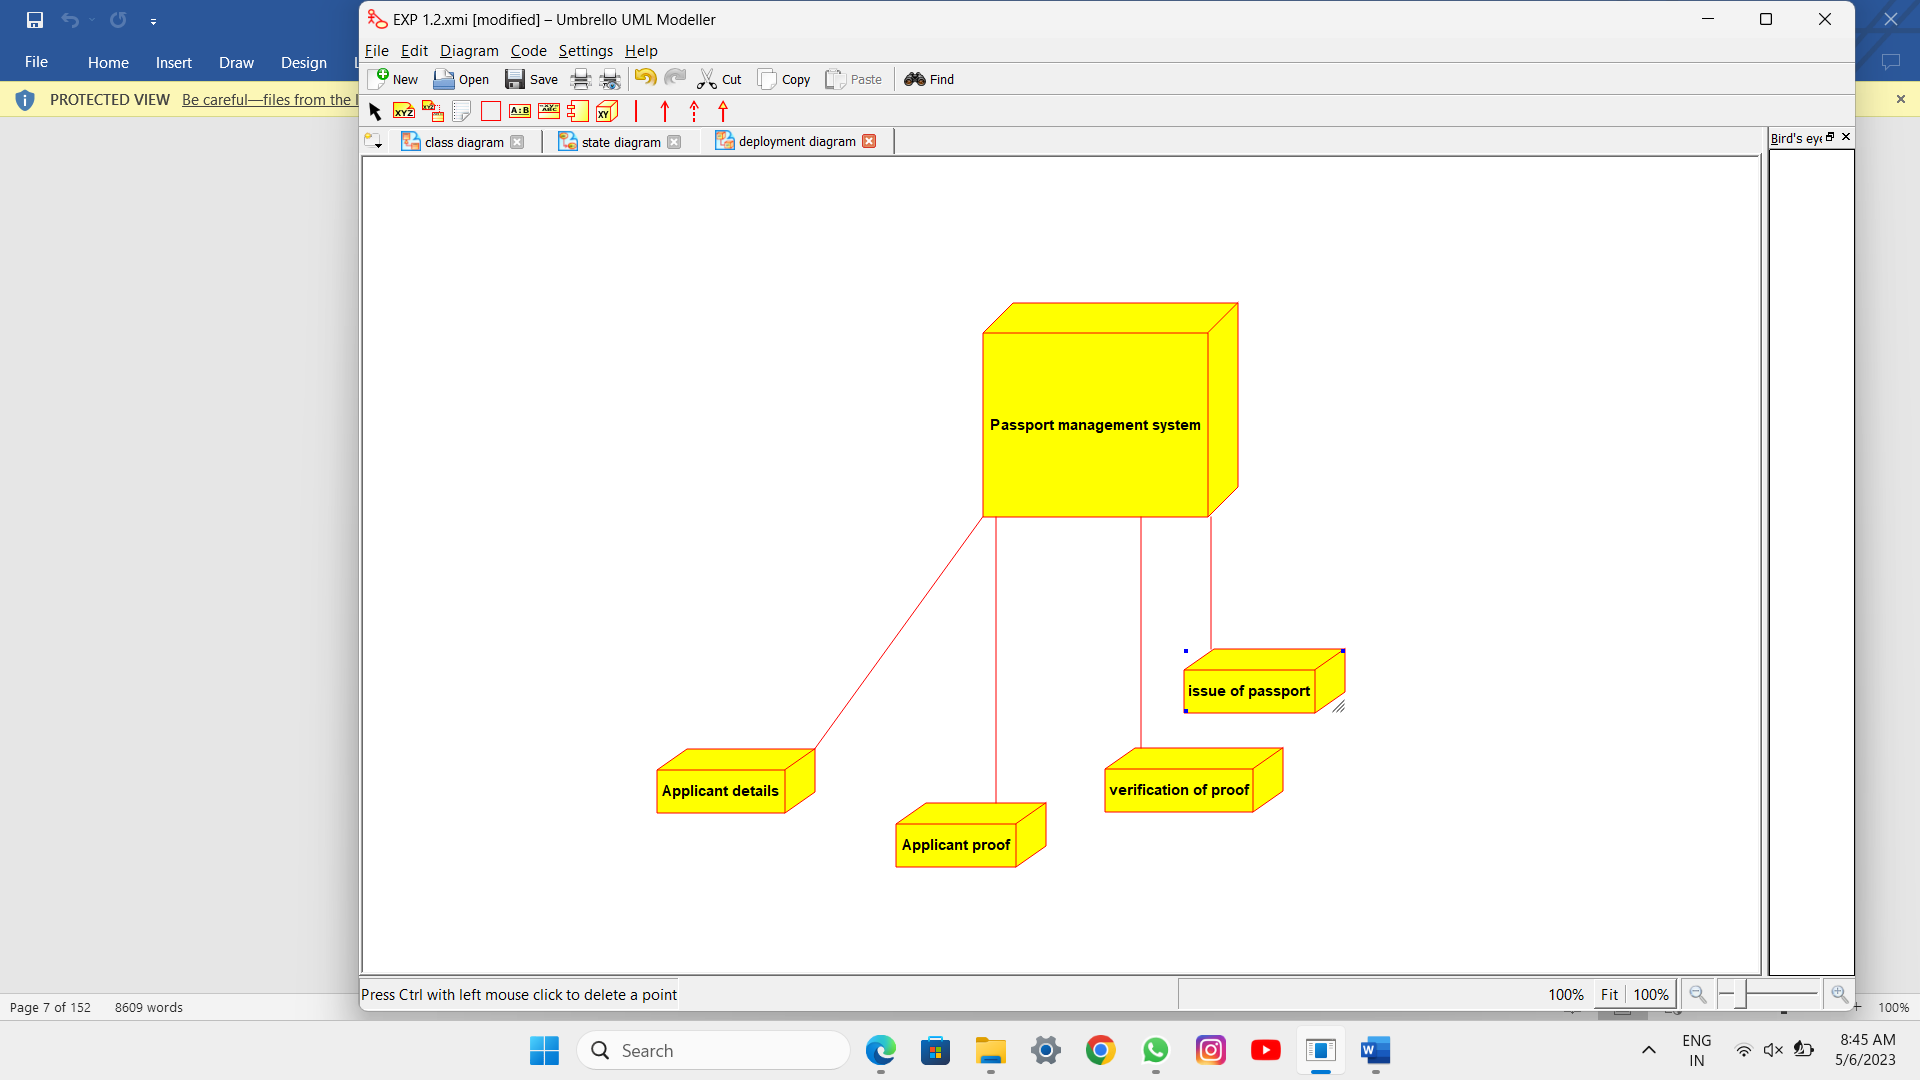 EXP 1.2.xmi [modified] – Umbrello UML Modeller
File Home Insert Draw Design
PROTECTED VIEW Be careful—files from the
File Edit Diagram Code Settings Help
New Open Save Cut Copy Paste Find
XYZ A:B XY
class diagram state diagram deployment diagram
Bird's eye
Passport management system
issue of passport
Applicant details
verification of proof
Applicant proof
Press Ctrl with left mouse click to delete a point
100% Fit 100%
Page 7 of 152 8609 words
100%
Search
ENG
IN
8:45 AM
5/6/2023